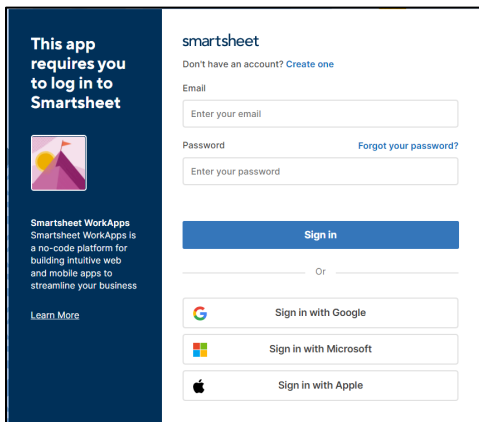 This app
requires you
to log in to
Smartsheet
Smartsheet WorkApps
Smartsheet WorkApps is
a no-code platform for
building intuitive web
and mobile apps to
streamline your business
Learn More
smartsheet
Don't have an account? Create one
Email
Enter your email
Password Forgot your password?
Enter your password
Sign in
Or
Sign in with Google
Sign in with Microsoft
Sign in with Apple